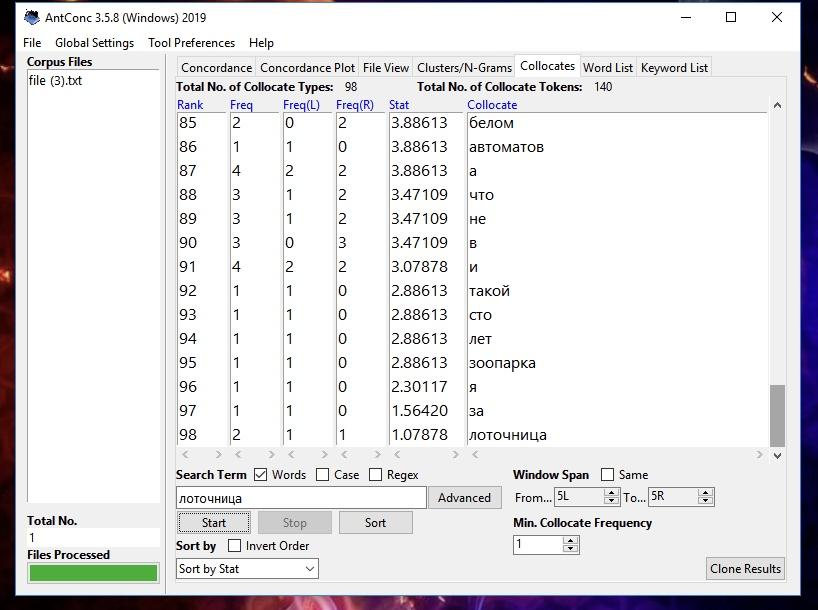 AntConc 3.5.8 (Windows) 2019
File Global Settings Tool Preferences Help
Corpus Files
file (3).txt
Concordance Concordance Plot File View Clusters/N-Grams Collocates Word List Keyword List
Total No. of Collocate Types: 98 Total No. of Collocate Tokens: 140
Rank Freq Freq(L) Freq(R) Stat Collocate
85 2 0 2 3.88613 белом
86 1 1 0 3.88613 автоматов
87 4 2 2 3.88613 а
88 3 1 2 3.47109 что
89 3 1 2 3.47109 не
90 3 0 3 3.47109 в
91 4 2 2 3.07878 и
92 1 1 0 2.88613 такой
93 1 1 0 2.88613 сто
94 1 1 0 2.88613 лет
95 1 1 0 2.88613 зоопарка
96 1 1 0 2.30117 я
97 1 1 0 1.56420 за
98 2 1 1 1.07878 лоточница
Search Term Words Case Regex Window Span Same
лоточница Advanced From... 5L To... 5R
Start Stop Sort Min. Collocate Frequency
Sort by Invert Order 1
Sort by Stat Clone Results
Total No.
1
Files Processed